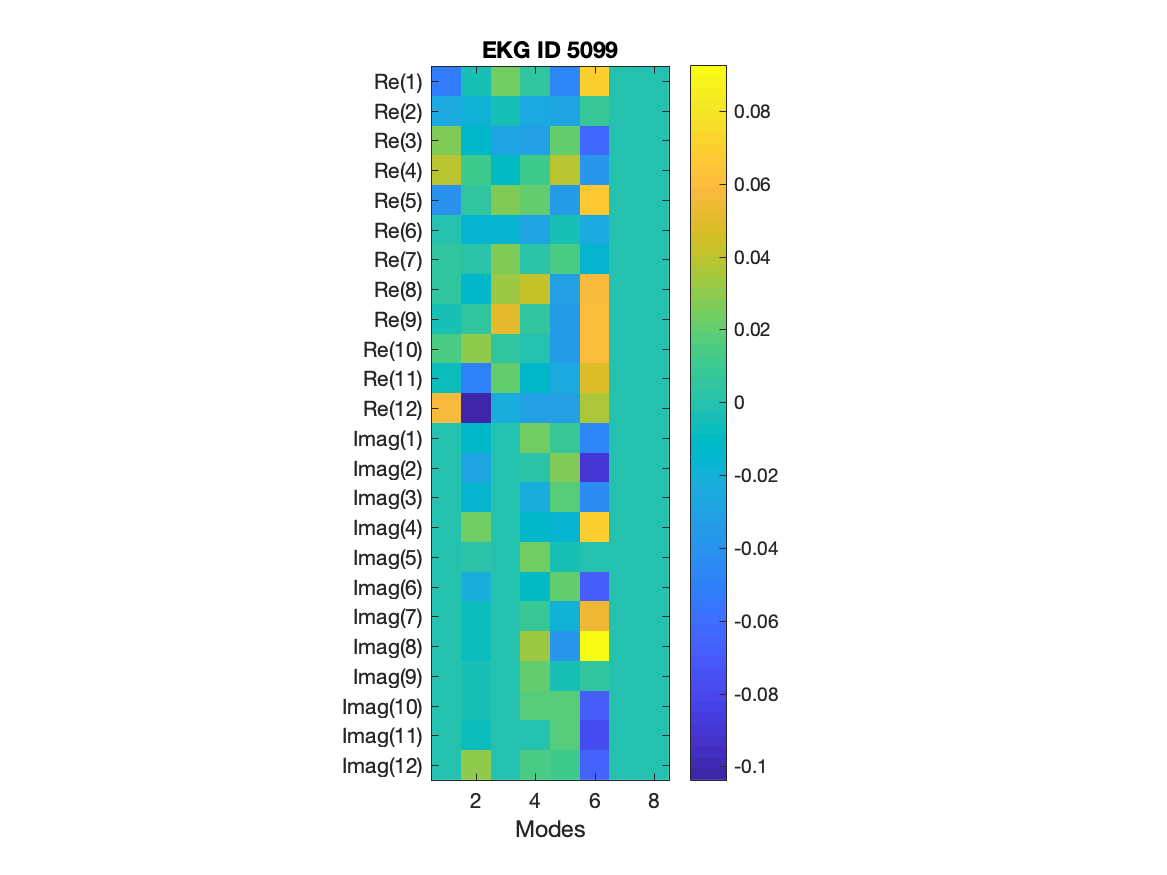 EKG ID 5099
Re(1)
Re(2)
Re(3)
Re(4)
Re(5)
Re(6)
Re(7)
Re(8)
Re(9)
Re(10)
Re(11)
Re(12)
Imag(1)
Imag(2)
Imag(3)
Imag(4)
Imag(5)
Imag(6)
Imag(7)
Imag(8)
Imag(9)
Imag(10)
Imag(11)
Imag(12)
2 4 6 8
Modes
0.08
0.06
0.04
0.02
0
-0.02
-0.04
-0.06
-0.08
-0.1